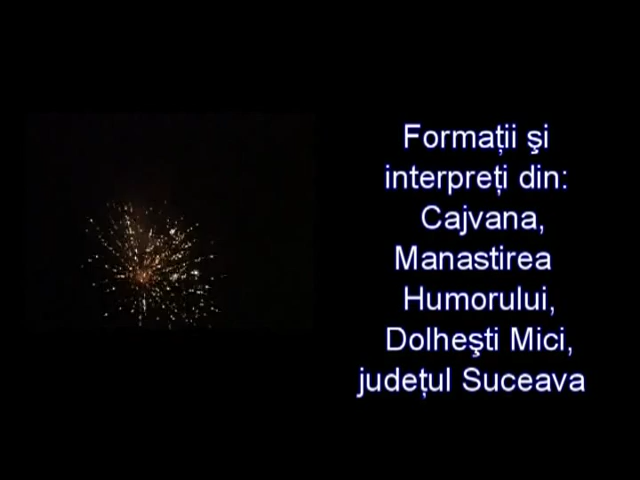 Formații şi
interpreți din:
Cajvana,
Manastirea
Humorului,
Dolheşti Mici,
județul Suceava